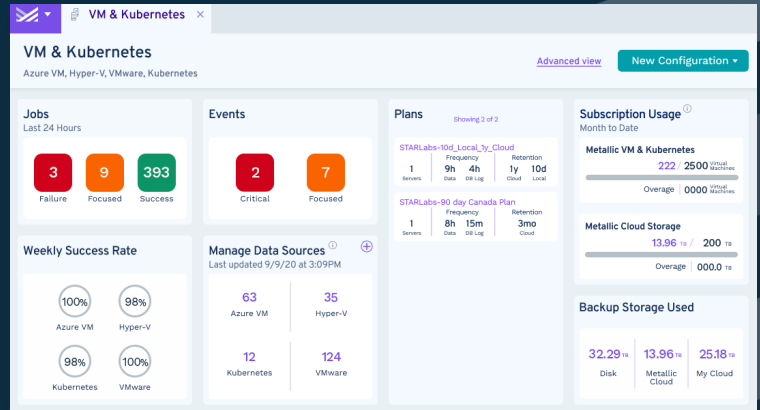 VM & Kubernetes
VM & Kubernetes
Azure VM, Hyper-V, VMware, Kubernetes
Advanced view
New Configuration
Jobs
Last 24 Hours
3
Failure
9
Focused
393
Success
Events
2
Critical
7
Focused
Plans
Showing 2 of 2
STARLabs-10d_Local_1y_Cloud
Frequency Retention
1 9h 4h 1y 10d
Servers Data DB Log Cloud Local
STARLabs-90 day Canada Plan
Frequency Retention
1 8h 15m 3mo
Servers Data DB Log Cloud
Subscription Usage
Month to Date
Metallic VM & Kubernetes
222 / 2500 Virtual Machines
Overage 0000 Virtual Machines
Metallic Cloud Storage
13.96 TB / 200 TB
Overage 000.0 TB
Weekly Success Rate
100%
Azure VM
98%
Hyper-V
98%
Kubernetes
100%
VMware
Manage Data Sources
Last updated 9/9/20 at 3:09PM
63
Azure VM
35
Hyper-V
12
Kubernetes
124
VMware
Backup Storage Used
32.29 TB
Disk
13.96 TB
Metallic
Cloud
25.18 TB
My Cloud